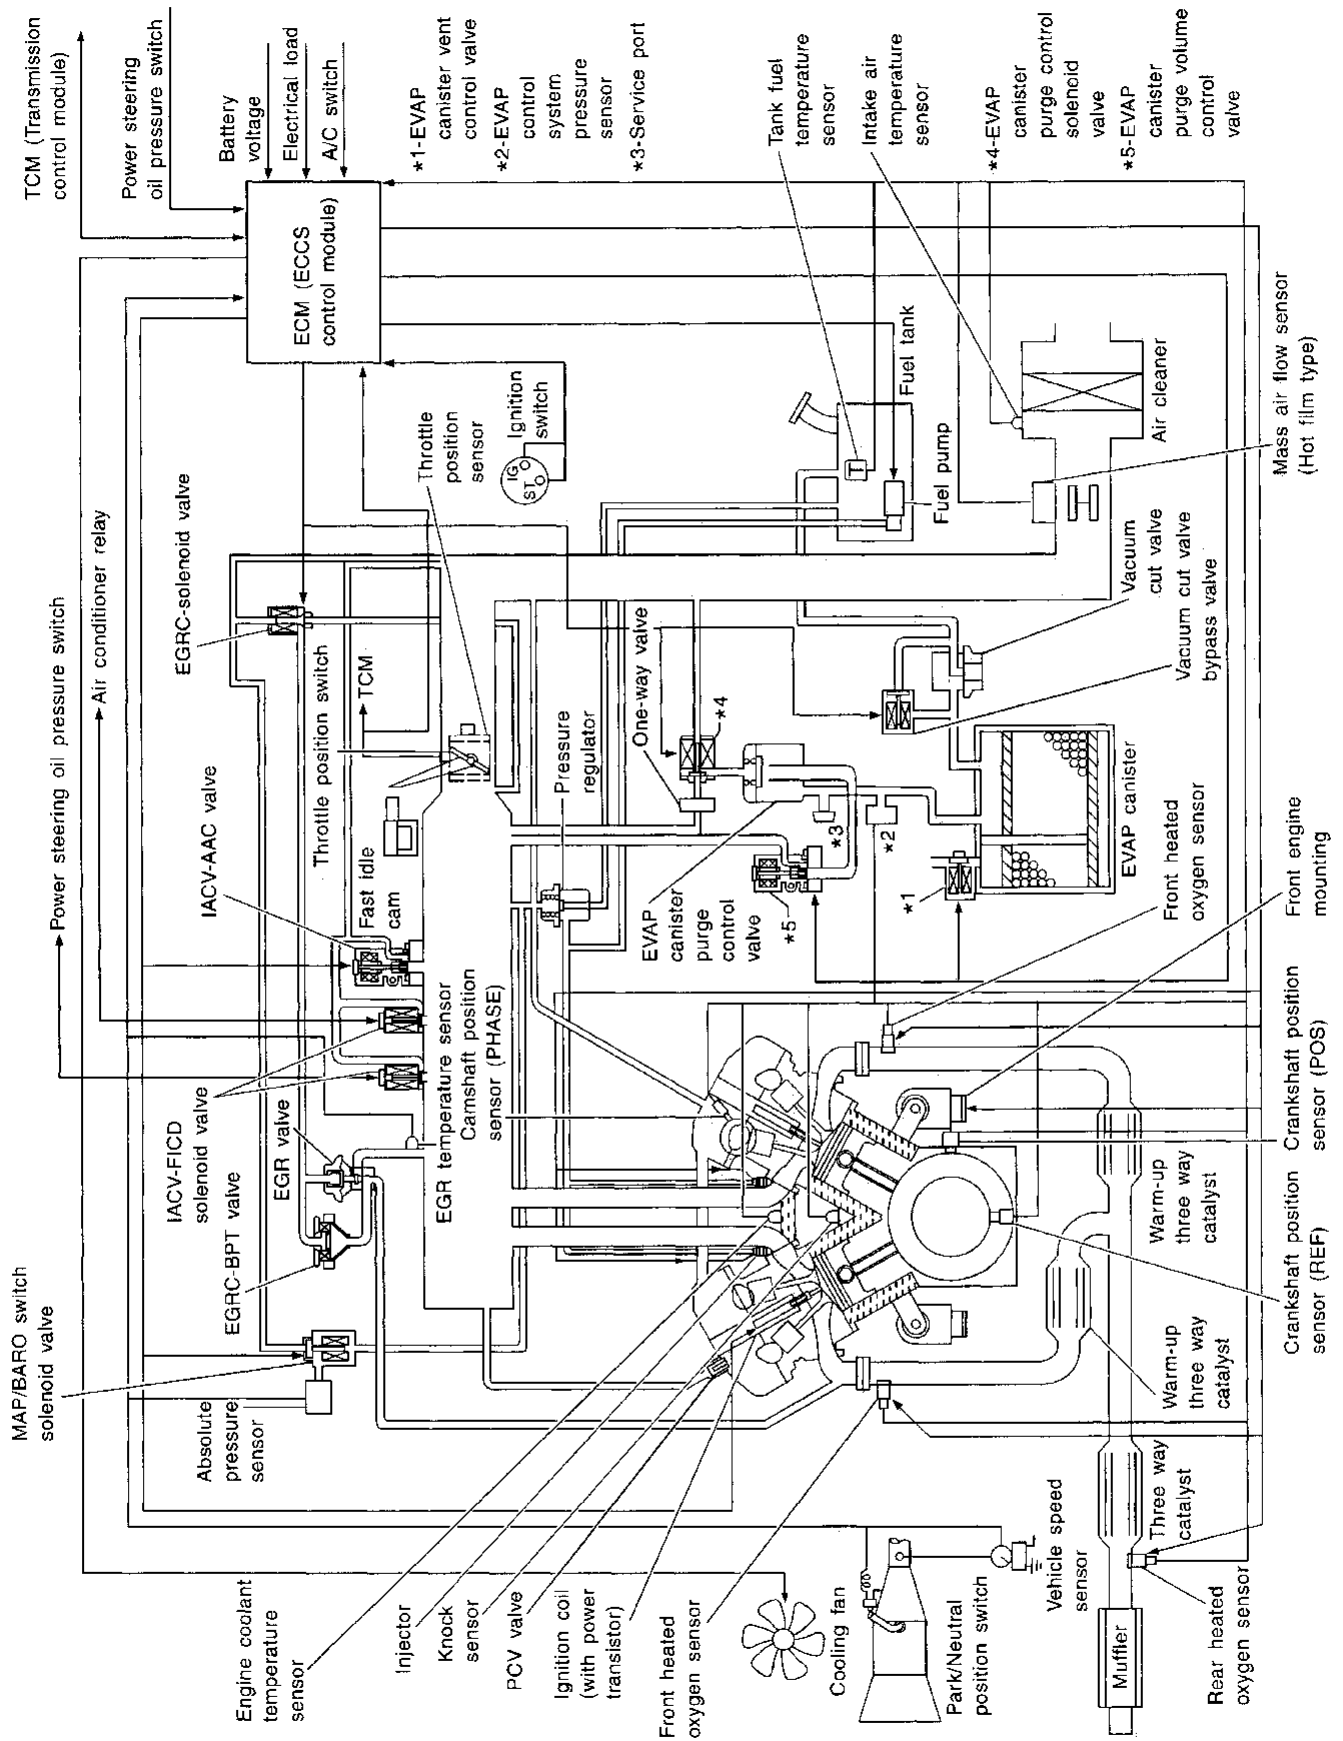 TCM (Transmission
control module)
Power steering
oil pressure switch
Battery
voltage
Electrical load
A/C switch
*1-EVAP
canister vent
control valve
*2-EVAP
control
system
pressure
sensor
*3-Service port
Tank fuel
temperature
sensor
Intake air
temperature
sensor
*4-EVAP
canister
purge control
solenoid
valve
*5-EVAP
canister
purge volume
control
valve
ECM (ECCS
control module)
Power steering oil pressure switch
Air conditioner relay
EGRC-solenoid valve
Throttle position switch
TCM
Throttle
position
sensor
IG
ST
Ignition
switch
Fuel tank
T
Fuel pump
Air cleaner
Mass air flow sensor
(Hot film type)
IACV-AAC valve
Fast idle
cam
Pressure
regulator
One-way valve
*4
Vacuum
cut valve
Vacuum cut valve
bypass valve
EVAP
canister
purge
control
valve
*5
*3
*2
*1
EVAP canister
Front heated
oxygen sensor
Front engine
mounting
IACV-FICD
solenoid valve
EGR valve
EGRC-BPT valve
EGR temperature sensor
Camshaft position
sensor (PHASE)
MAP/BARO switch
solenoid valve
Absolute
pressure
sensor
Crankshaft position
sensor (POS)
Crankshaft position
sensor (REF)
Warm-up
three way
catalyst
Warm-up
three way
catalyst
Three way
catalyst
Engine coolant
temperature
sensor
Injector
Knock
sensor
PCV valve
Ignition coil
(with power
transistor)
Front heated
oxygen sensor
Cooling fan
Park/Neutral
position switch
Vehicle speed
sensor
Muffler
Rear heated
oxygen sensor